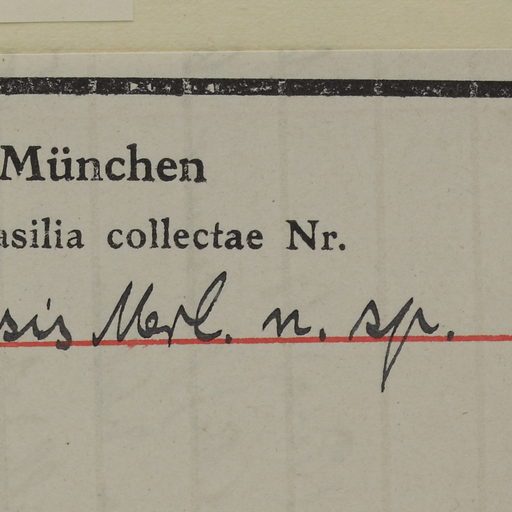 München
asilia collectae Nr.
sis Merl. n. sp.